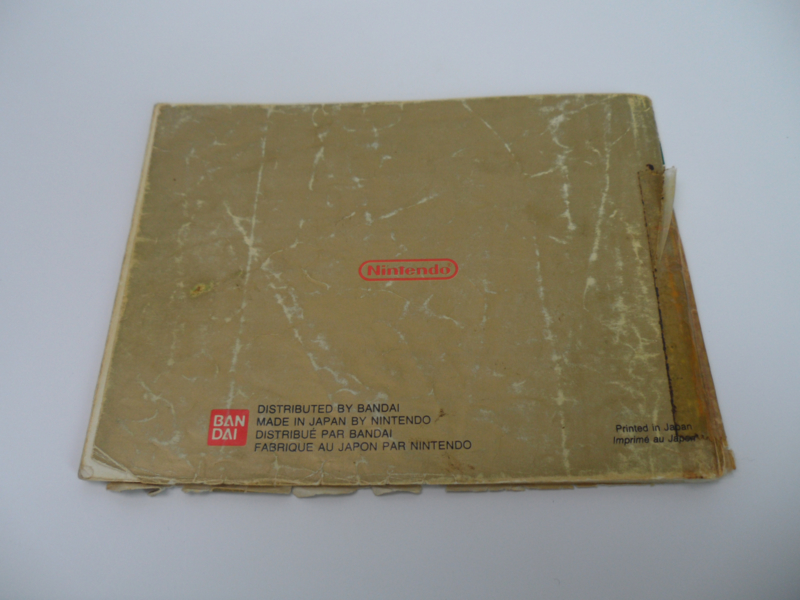 Nintendo
BAN
DAI
DISTRIBUTED BY BANDAI
MADE IN JAPAN BY NINTENDO
DISTRIBUÉ PAR BANDAI
FABRIQUE AU JAPON PAR NINTENDO
Printed in Japan
Imprimé au Japon